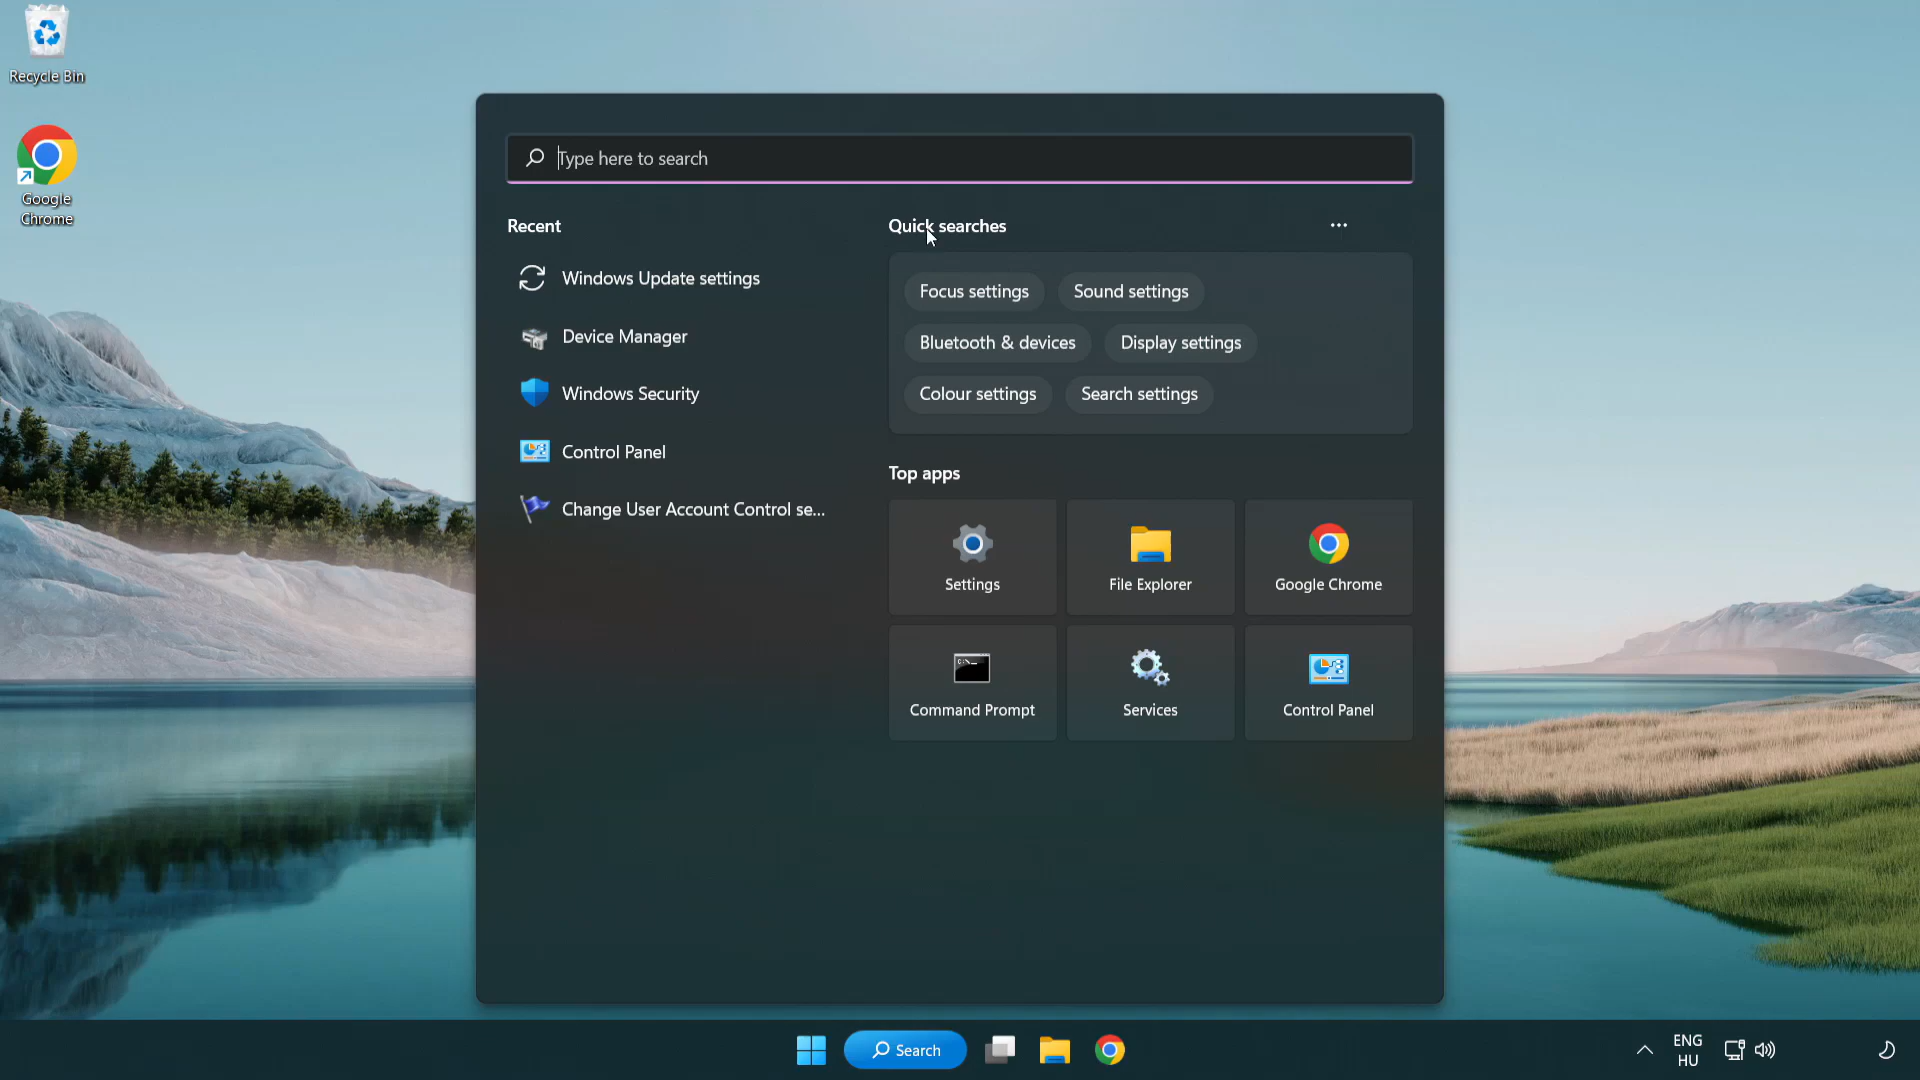 Recycle Bin
Google
Chrome
Type here to search
Recent
Windows Update settings
Device Manager
Windows Security
Control Panel
Change User Account Control se...
Quick searches
Focus settings
Sound settings
Bluetooth & devices
Display settings
Colour settings
Search settings
Top apps
Settings
File Explorer
Google Chrome
Command Prompt
Services
Control Panel
Search
ENG
HU